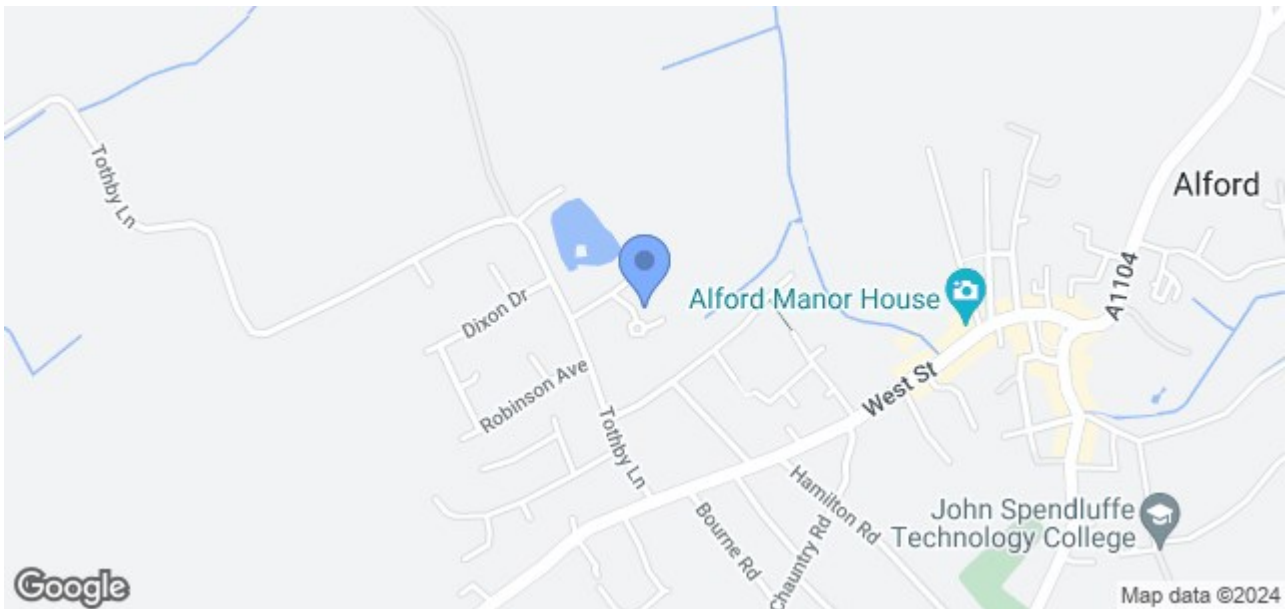 Tothby Ln
Alford
A1104
Alford Manor House
Dixon Dr
Robinson Ave
West St
Tothby Ln
Hamilton Rd
Bourne Rd
Chauntry Rd
John Spendluffe
Technology College
Google
Map data ©2024